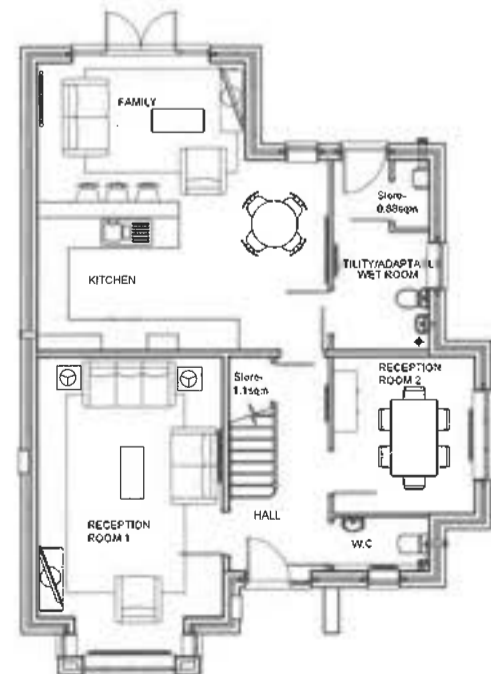 FAMILY
Store-
0.88sqm
TILITY/ADAPTABLE
WET ROOM
KITCHEN
Store-
1.1sqm
RECEPTION
ROOM 2
RECEPTION
ROOM 1
HALL
W.C